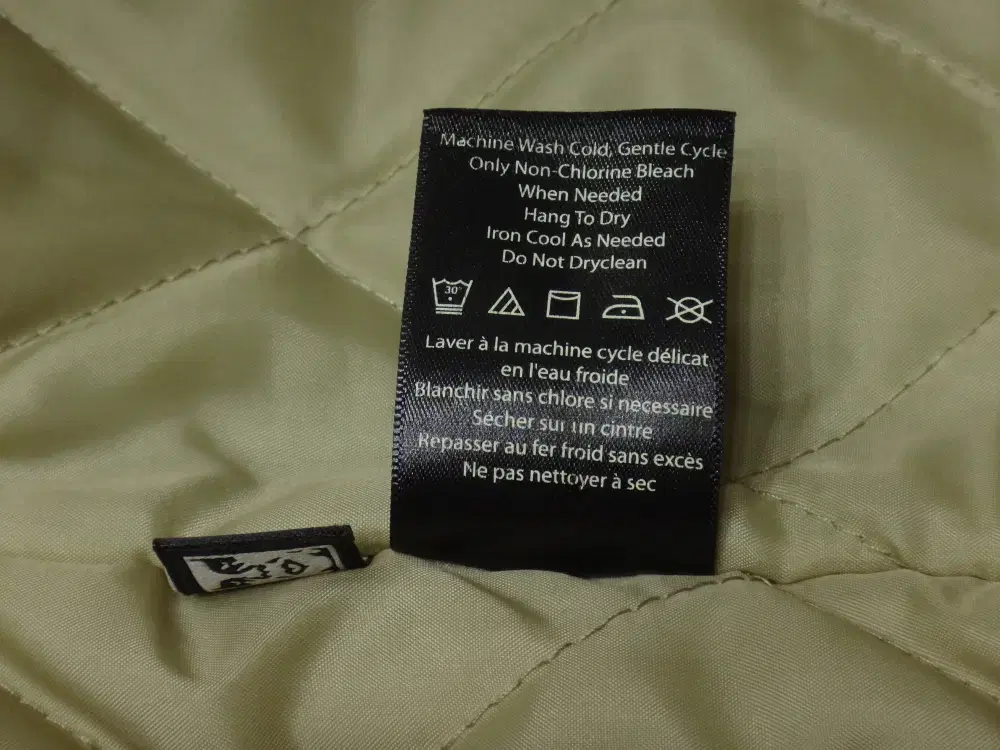 Machine Wash Cold, Gentle Cycle
Only Non-Chlorine Bleach
When Needed
Hang To Dry
Iron Cool As Needed
Do Not Dryclean
30°
Laver à la machine cycle délicat
en l'eau froide
Blanchir sans chlore si necessaire
Sécher sur un cintre
Repasser au fer froid sans excès
Ne pas nettoyer à sec